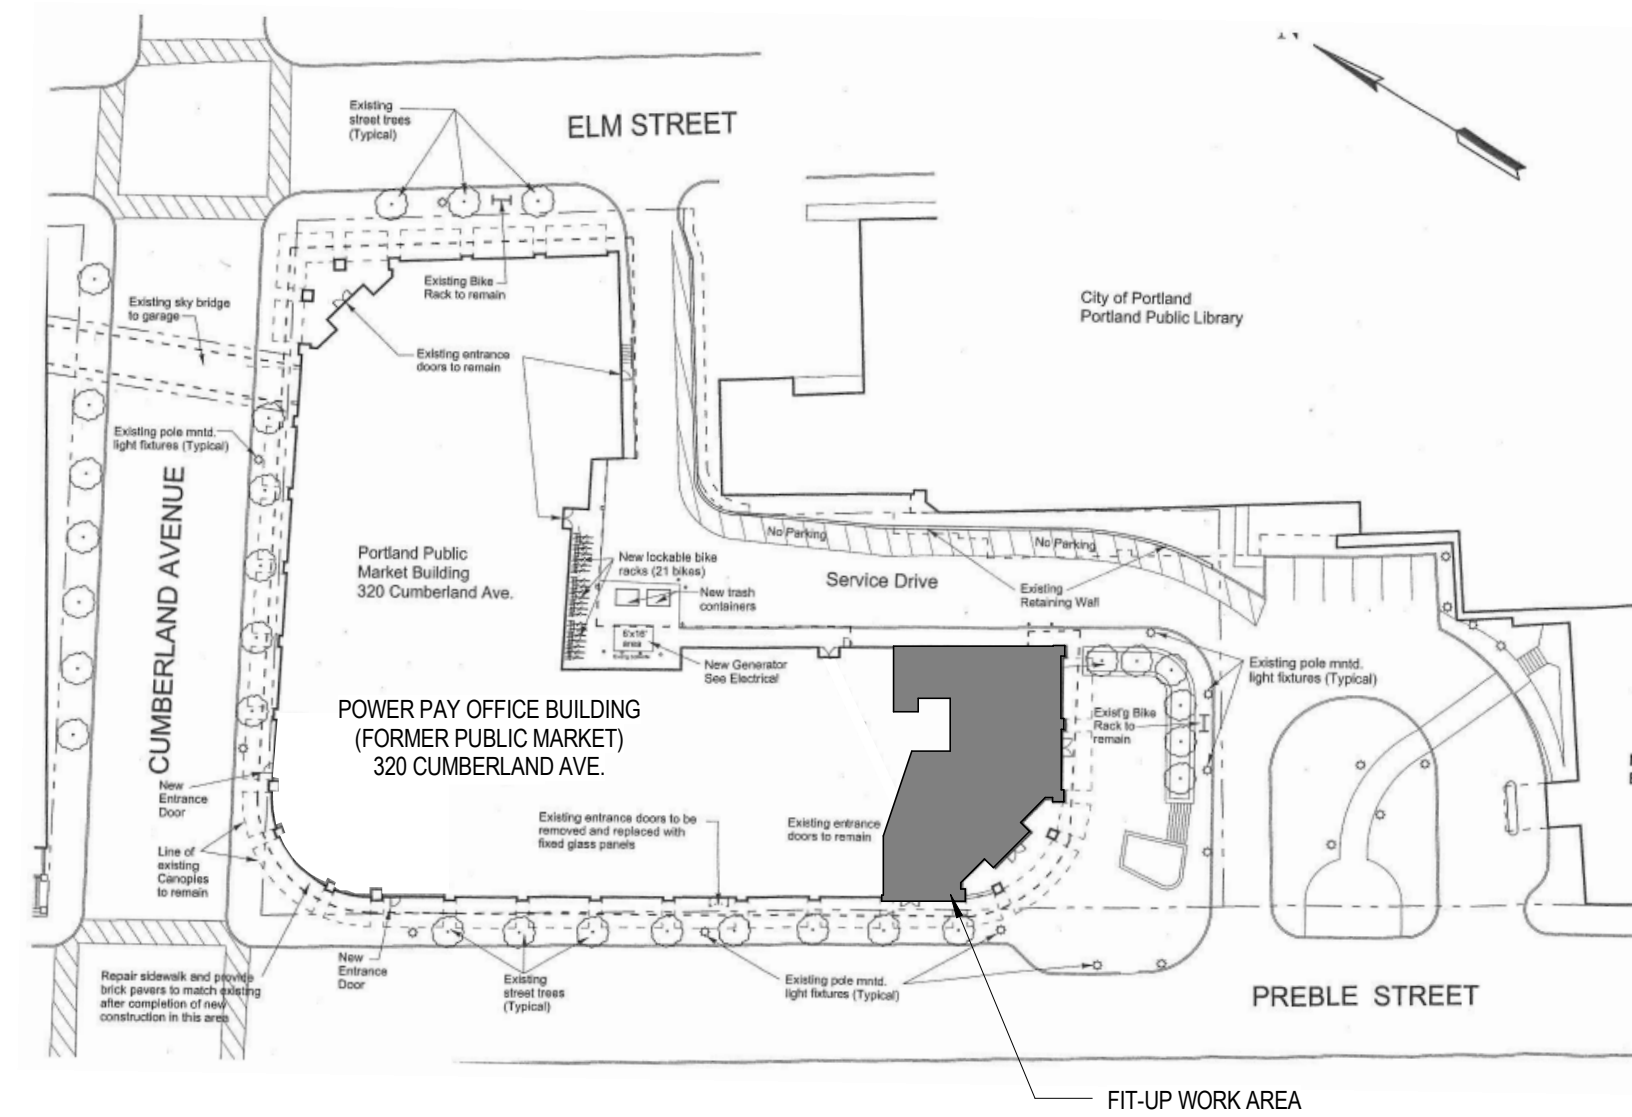 N
Existing
street trees
(Typical)
ELM STREET
Existing Bike
Rack to remain
City of Portland
Portland Public Library
Existing sky bridge
to garage
Existing entrance
doors to remain
Existing pole mntd.
light fixtures (Typical)
CUMBERLAND AVENUE
No Parking
No Parking
Portland Public
Market Building
320 Cumberland Ave.
New lockable bike
racks (21 bikes)
New trash
containers
Service Drive
Existing
Retaining Wall
6'x16'
area
New Generator
See Electrical
Existing pole mntd.
light fixtures (Typical)
POWER PAY OFFICE BUILDING
(FORMER PUBLIC MARKET)
320 CUMBERLAND AVE.
Exist'g Bike
Rack to
remain
New
Entrance
Door
Existing entrance doors to be
removed and replaced with
fixed glass panels
Existing entrance
doors to remain
Line of
existing
Canopies
to remain
Repair sidewalk and provide
brick pavers to match existing
after completion of new
construction in this area
New
Entrance
Door
Existing
street trees
(Typical)
Existing pole mntd.
light fixtures (Typical)
PREBLE STREET
FIT-UP WORK AREA